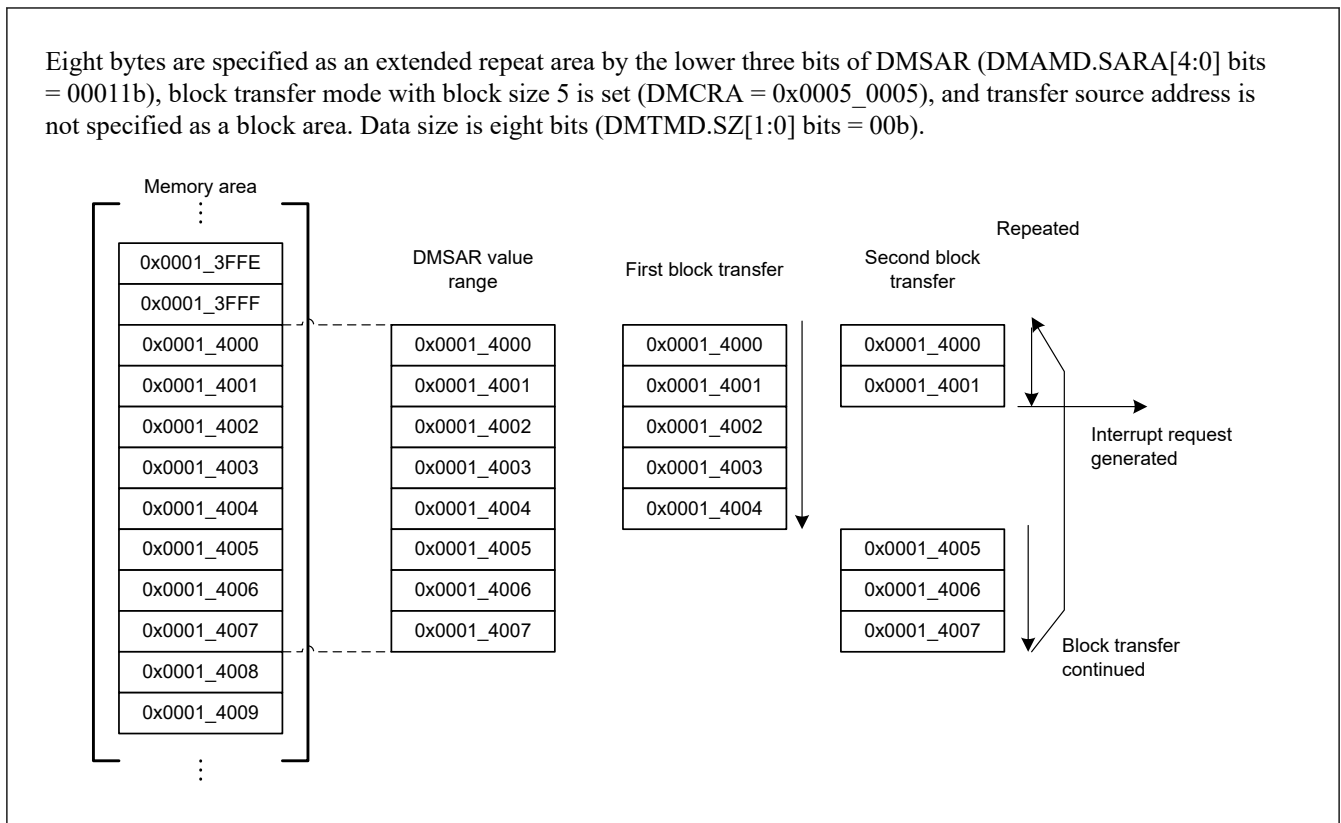 Eight bytes are specified as an extended repeat area by the lower three bits of DMSAR (DMAMD.SARA[4:0] bits
= 00011b), block transfer mode with block size 5 is set (DMCRA = 0x0005_0005), and transfer source address is
not specified as a block area. Data size is eight bits (DMTMD.SZ[1:0] bits = 00b).
Memory area
⋮
0x0001_3FFE
0x0001_3FFF
0x0001_4000
0x0001_4001
0x0001_4002
0x0001_4003
0x0001_4004
0x0001_4005
0x0001_4006
0x0001_4007
0x0001_4008
0x0001_4009
⋮
DMSAR value
range
0x0001_4000
0x0001_4001
0x0001_4002
0x0001_4003
0x0001_4004
0x0001_4005
0x0001_4006
0x0001_4007
First block transfer
0x0001_4000
0x0001_4001
0x0001_4002
0x0001_4003
0x0001_4004
Second block
transfer
0x0001_4000
0x0001_4001
0x0001_4005
0x0001_4006
0x0001_4007
Repeated
Interrupt request
generated
Block transfer
continued